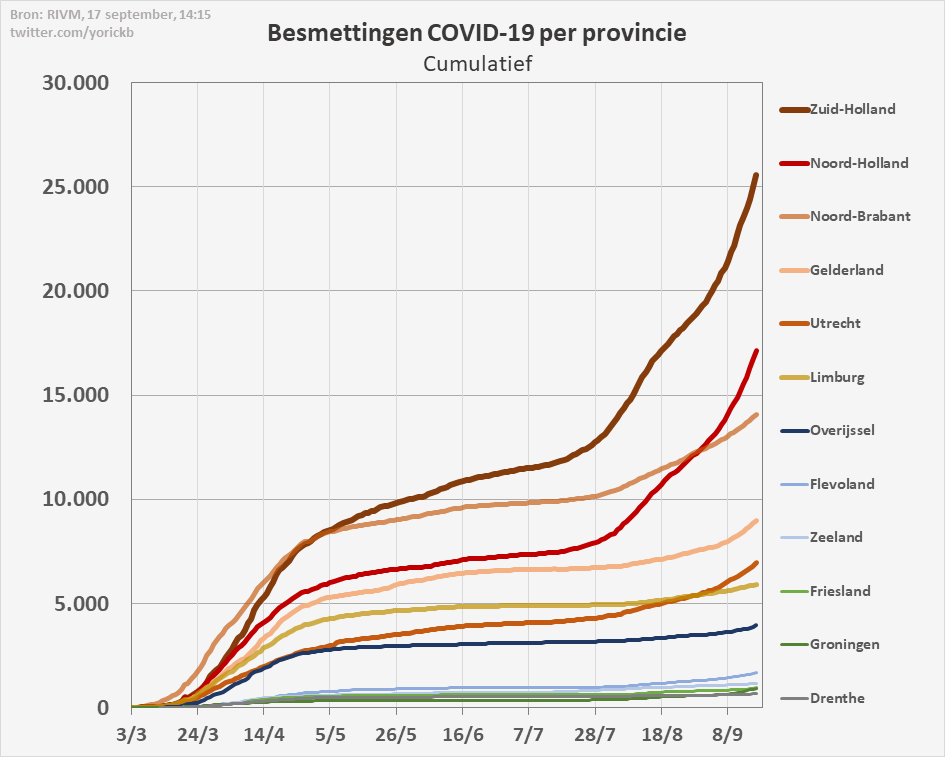 Bron: RIVM, 17 september, 14:15
twitter.com/yorickb
Besmettingen COVID-19 per provincie
Cumulatief
30.000
25.000
20.000
15.000
10.000
5.000
0
3/3 24/3 14/4 5/5 26/5 16/6 7/7 28/7 18/8 8/9
Zuid-Holland
Noord-Holland
Noord-Brabant
Gelderland
Utrecht
Limburg
Overijssel
Flevoland
Zeeland
Friesland
Groningen
Drenthe